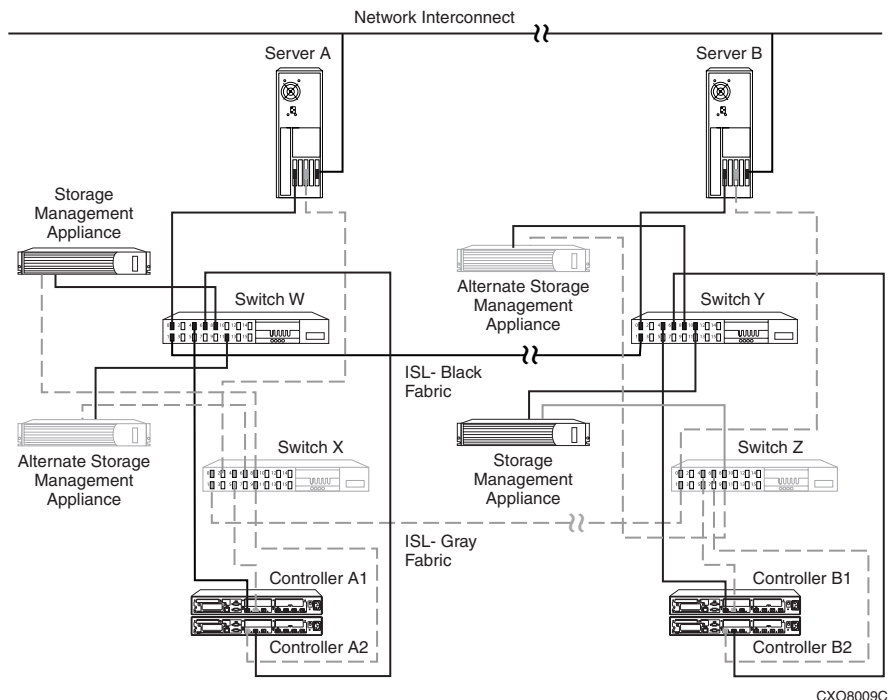 Network Interconnect
Server A
Server B
Storage
Management
Appliance
Alternate Storage
Management
Appliance
Switch W
Switch Y
ISL- Black
Fabric
Alternate Storage
Management
Appliance
Switch X
Storage
Management
Appliance
Switch Z
ISL- Gray
Fabric
Controller A1
Controller B1
Controller A2
Controller B2
CXO8009C